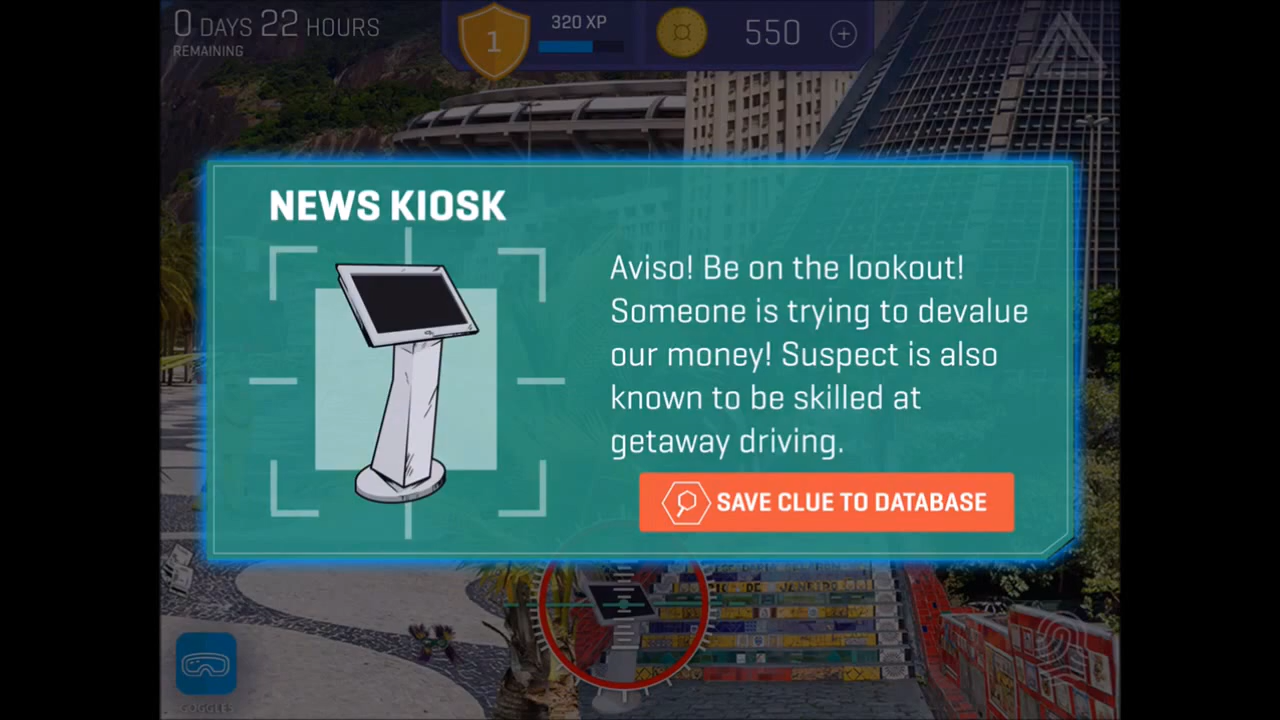 0 DAYS 22 HOURS
REMAINING
1
320 XP
550
NEWS KIOSK
Aviso! Be on the lookout!
Someone is trying to devalue
our money! Suspect is also
known to be skilled at
getaway driving.
SAVE CLUE TO DATABASE
DE JANEIRO
GOGGLES